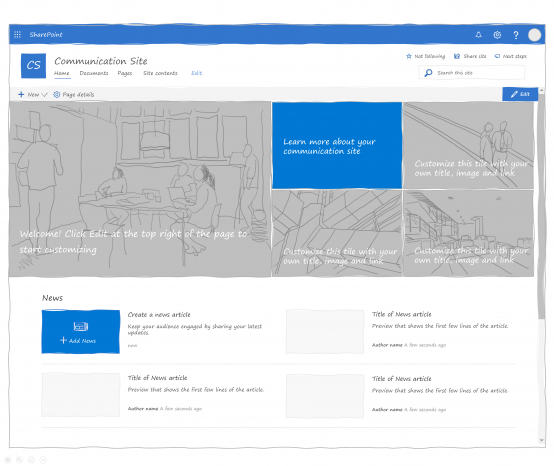 SharePoint
?
CS
Communication Site
Home Documents Pages Site contents Edit
Not following Share site Next steps
Search this site
+ New Page details
Edit
Welcome! Click Edit at the top right of the page to
start customizing
Learn more about your
communication site
Customize this tile with your
own title, image and link
Customize this tile with your
own title, image and link
Customize this tile with your
own title, image and link
News
+ Add News
Create a news article
Keep your audience engaged by sharing your latest
updates.
now
Title of News article
Preview that shows the first few lines of the article.
Author name A few seconds ago
Title of News article
Preview that shows the first few lines of the article.
Author name A few seconds ago
Title of News article
Preview that shows the first few lines of the article.
Author name A few seconds ago